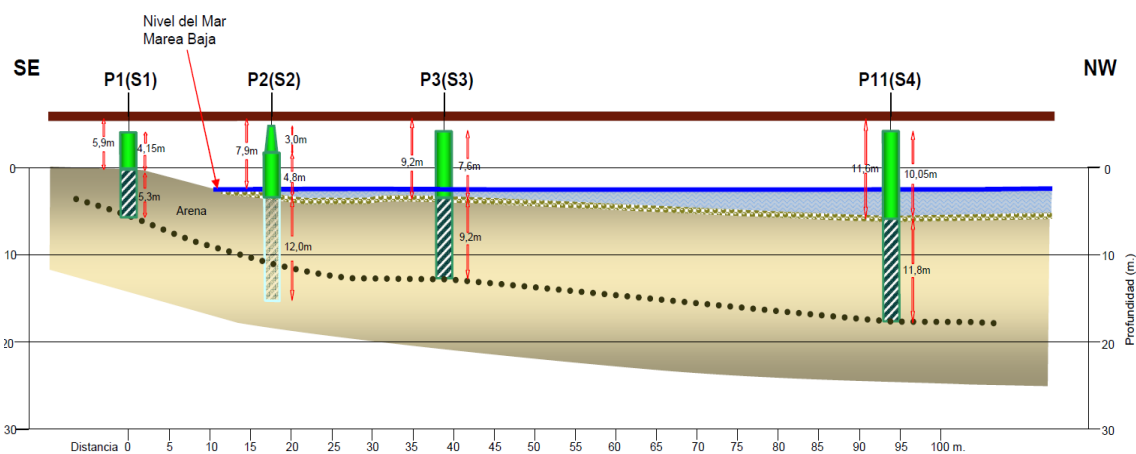 Nivel del Mar
Marea Baja
SE
NW
P1(S1)
P2(S2)
P3(S3)
P11(S4)
5,9m
4,15m
5,3m
7,9m
3,0m
4,8m
12,0m
9,2m
7,6m
9,2m
11,6m
10,05m
11,8m
Arena
0
10
20
30
0
10
20
30
Profundidad (m.)
Distancia 0 5 10 15 20 25 30 35 40 45 50 55 60 65 70 75 80 85 90 95 100 m.